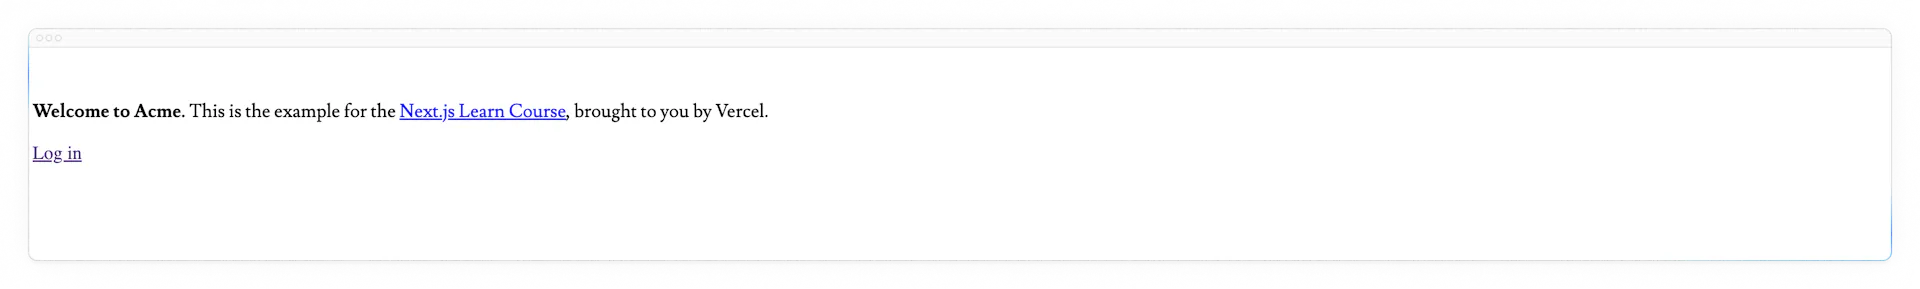 Welcome to Acme. This is the example for the Next.js Learn Course, brought to you by Vercel.
Log in